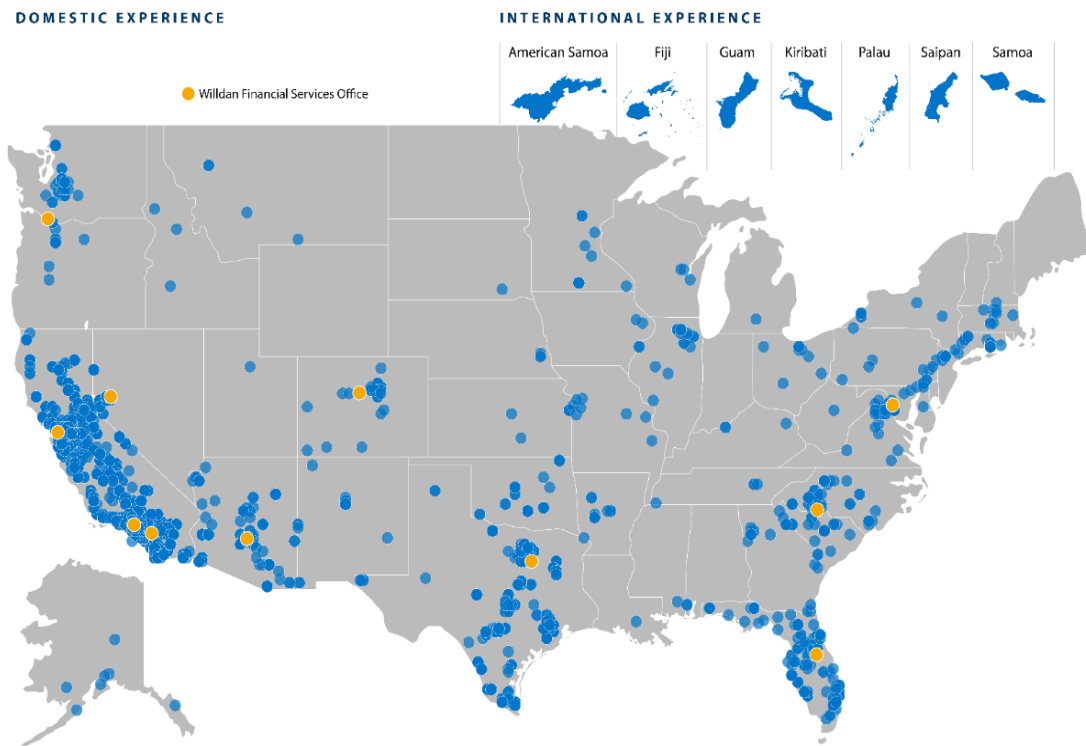 DOMESTIC EXPERIENCE
INTERNATIONAL EXPERIENCE
American Samoa
Fiji
Guam
Kiribati
Palau
Saipan
Samoa
Willdan Financial Services Office